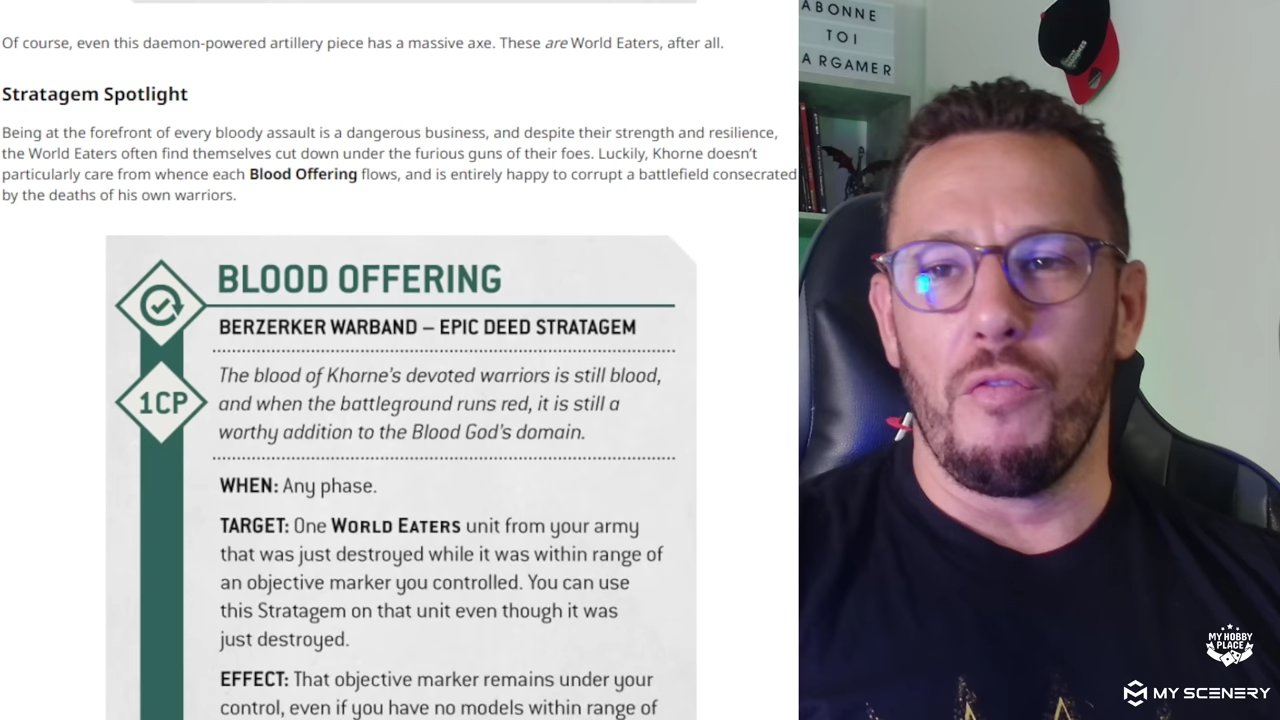 Of course, even this daemon-powered artillery piece has a massive axe. These are World Eaters, after all.
Stratagem Spotlight
Being at the forefront of every bloody assault is a dangerous business, and despite their strength and resilience,
the World Eaters often find themselves cut down under the furious guns of their foes. Luckily, Khorne doesn't
particularly care from whence each Blood Offering flows, and is entirely happy to corrupt a battlefield consecrated
by the deaths of his own warriors.
BLOOD OFFERING
BERZERKER WARBAND – EPIC DEED STRATAGEM
1CP
The blood of Khorne's devoted warriors is still blood,
and when the battleground runs red, it is still a
worthy addition to the Blood God's domain.
WHEN: Any phase.
TARGET: One WORLD EATERS unit from your army
that was just destroyed while it was within range of
an objective marker you controlled. You can use
this Stratagem on that unit even though it was
just destroyed.
EFFECT: That objective marker remains under your
control, even if you have no models within range of
ABONNE
TOI
ARGAMER
MY HOBBY
PLACE
MY SCENERY